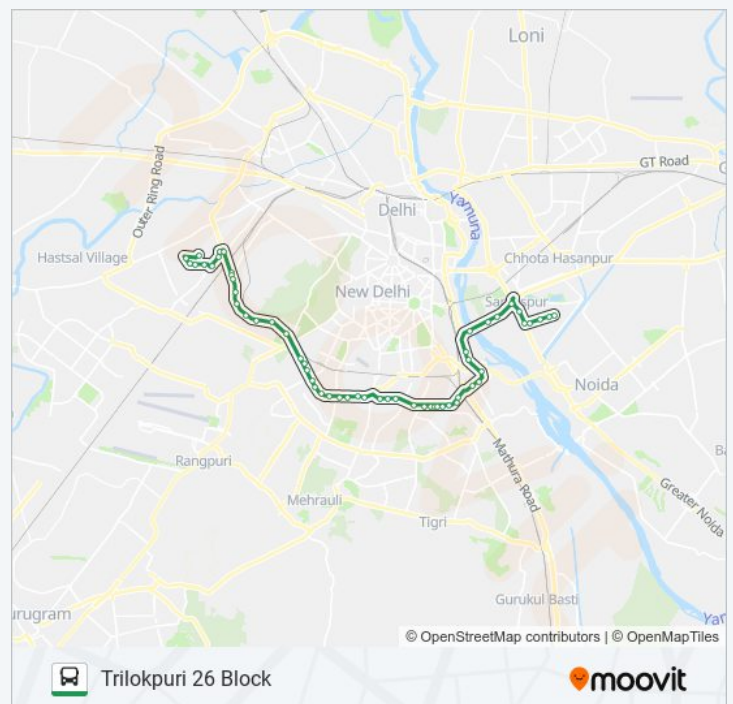 Loni
Outer Ring Road
GT Road
Delhi
Yamuna
Hastsal Village
Chhota Hasanpur
New Delhi
Noida
Rangpuri
Mathura Road
Mehrauli
Greater Noida
Tigri
Gurukul Basti
urugram
Yan
© OpenStreetMap contributors | © OpenMapTiles
Trilokpuri 26 Block
moovit